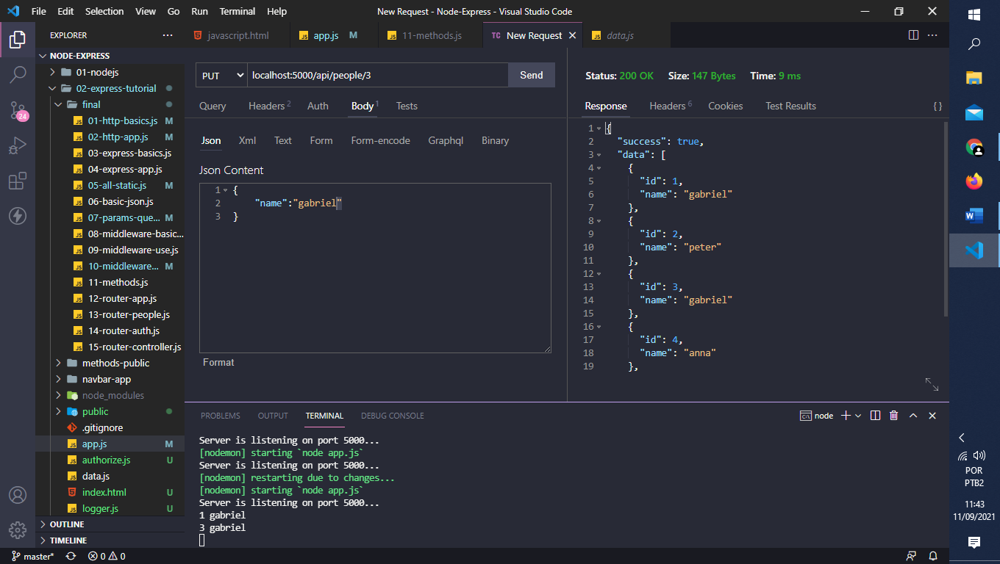 File Edit Selection View Go Run Terminal Help New Request - Node-Express - Visual Studio Code
EXPLORER
javascript.html app.js M 11-methods.js TC New Request data.js
NODE-EXPRESS
01-nodejs
02-express-tutorial
final
01-http-basics.js M
02-http-app.js M
03-express-basics.js
04-express-app.js
05-all-static.js M
06-basic-json.js
07-params-que... M
08-middleware-basic...
09-middleware-use.js
10-middleware... M
11-methods.js
12-router-app.js
13-router-people.js
14-router-auth.js
15-router-controller.js
methods-public
navbar-app
node_modules
public
.gitignore
app.js M
authorize.js U
data.js
index.html U
logger.js U
OUTLINE
TIMELINE
24
PUT localhost:5000/api/people/3 Send
Query Headers 2 Auth Body 1 Tests
Json Xml Text Form Form-encode Graphql Binary
Json Content
1 {
2 "name":"gabriel"
3 }
Format
Status: 200 OK Size: 147 Bytes Time: 9 ms
Response Headers 6 Cookies Test Results { }
1 {
2 "success": true,
3 "data": [
4 {
5 "id": 1,
6 "name": "gabriel"
7 },
8 {
9 "id": 2,
10 "name": "peter"
11 },
12 {
13 "id": 3,
14 "name": "gabriel"
15 },
16 {
17 "id": 4,
18 "name": "anna"
19 },
PROBLEMS OUTPUT TERMINAL DEBUG CONSOLE node
Server is listening on port 5000...
[nodemon] starting `node app.js`
Server is listening on port 5000...
[nodemon] restarting due to changes...
[nodemon] starting `node app.js`
Server is listening on port 5000...
1 gabriel
3 gabriel
master* 0 0
POR
PTB2
11:43
11/09/2021